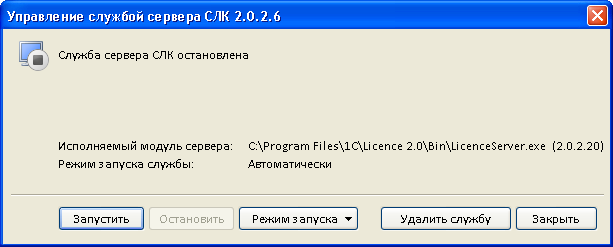 Управление службой сервера СЛК 2.0.2.6
Служба сервера СЛК остановлена
Исполняемый модуль сервера: C:\Program Files\1C\Licence 2.0\Bin\LicenceServer.exe (2.0.2.20)
Режим запуска службы: Автоматически
Запустить Остановить Режим запуска Удалить службу Закрыть